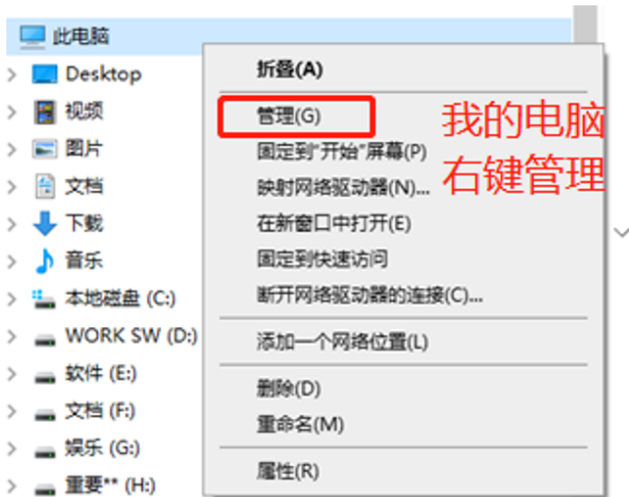 此电脑
Desktop
视频
图片
文档
下载
音乐
本地磁盘 (C:)
WORK SW (D:)
软件 (E:)
文档 (F:)
娱乐 (G:)
重要** (H:)
折叠(A)
管理(G)
固定到"开始"屏幕(P)
映射网络驱动器(N)...
在新窗口中打开(E)
固定到快速访问
断开网络驱动器的连接(C)...
添加一个网络位置(L)
删除(D)
重命名(M)
属性(R)
我的电脑
右键管理